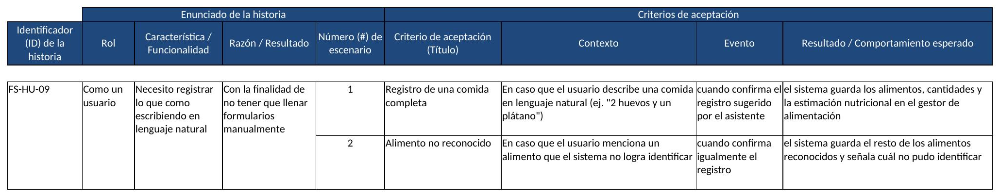 Enunciado de la historia
Criterios de aceptación
Identificador
(ID) de la
historia
Rol
Característica /
Funcionalidad
Razón / Resultado
Número (#) de
escenario
Criterio de aceptación
(Título)
Contexto
Evento
Resultado / Comportamiento esperado
FS-HU-09
Como un
usuario
Necesito registrar
lo que como
escribiendo en
lenguaje natural
Con la finalidad de
no tener que llenar
formularios
manualmente
1
Registro de una comida
completa
En caso que el usuario describe una comida
en lenguaje natural (ej. "2 huevos y un
plátano")
cuando confirma el
registro sugerido
por el asistente
el sistema guarda los alimentos, cantidades y
la estimación nutricional en el gestor de
alimentación
2
Alimento no reconocido
En caso que el usuario menciona un
alimento que el sistema no logra identificar
cuando confirma
igualmente el
registro
el sistema guarda el resto de los alimentos
reconocidos y señala cuál no pudo identificar